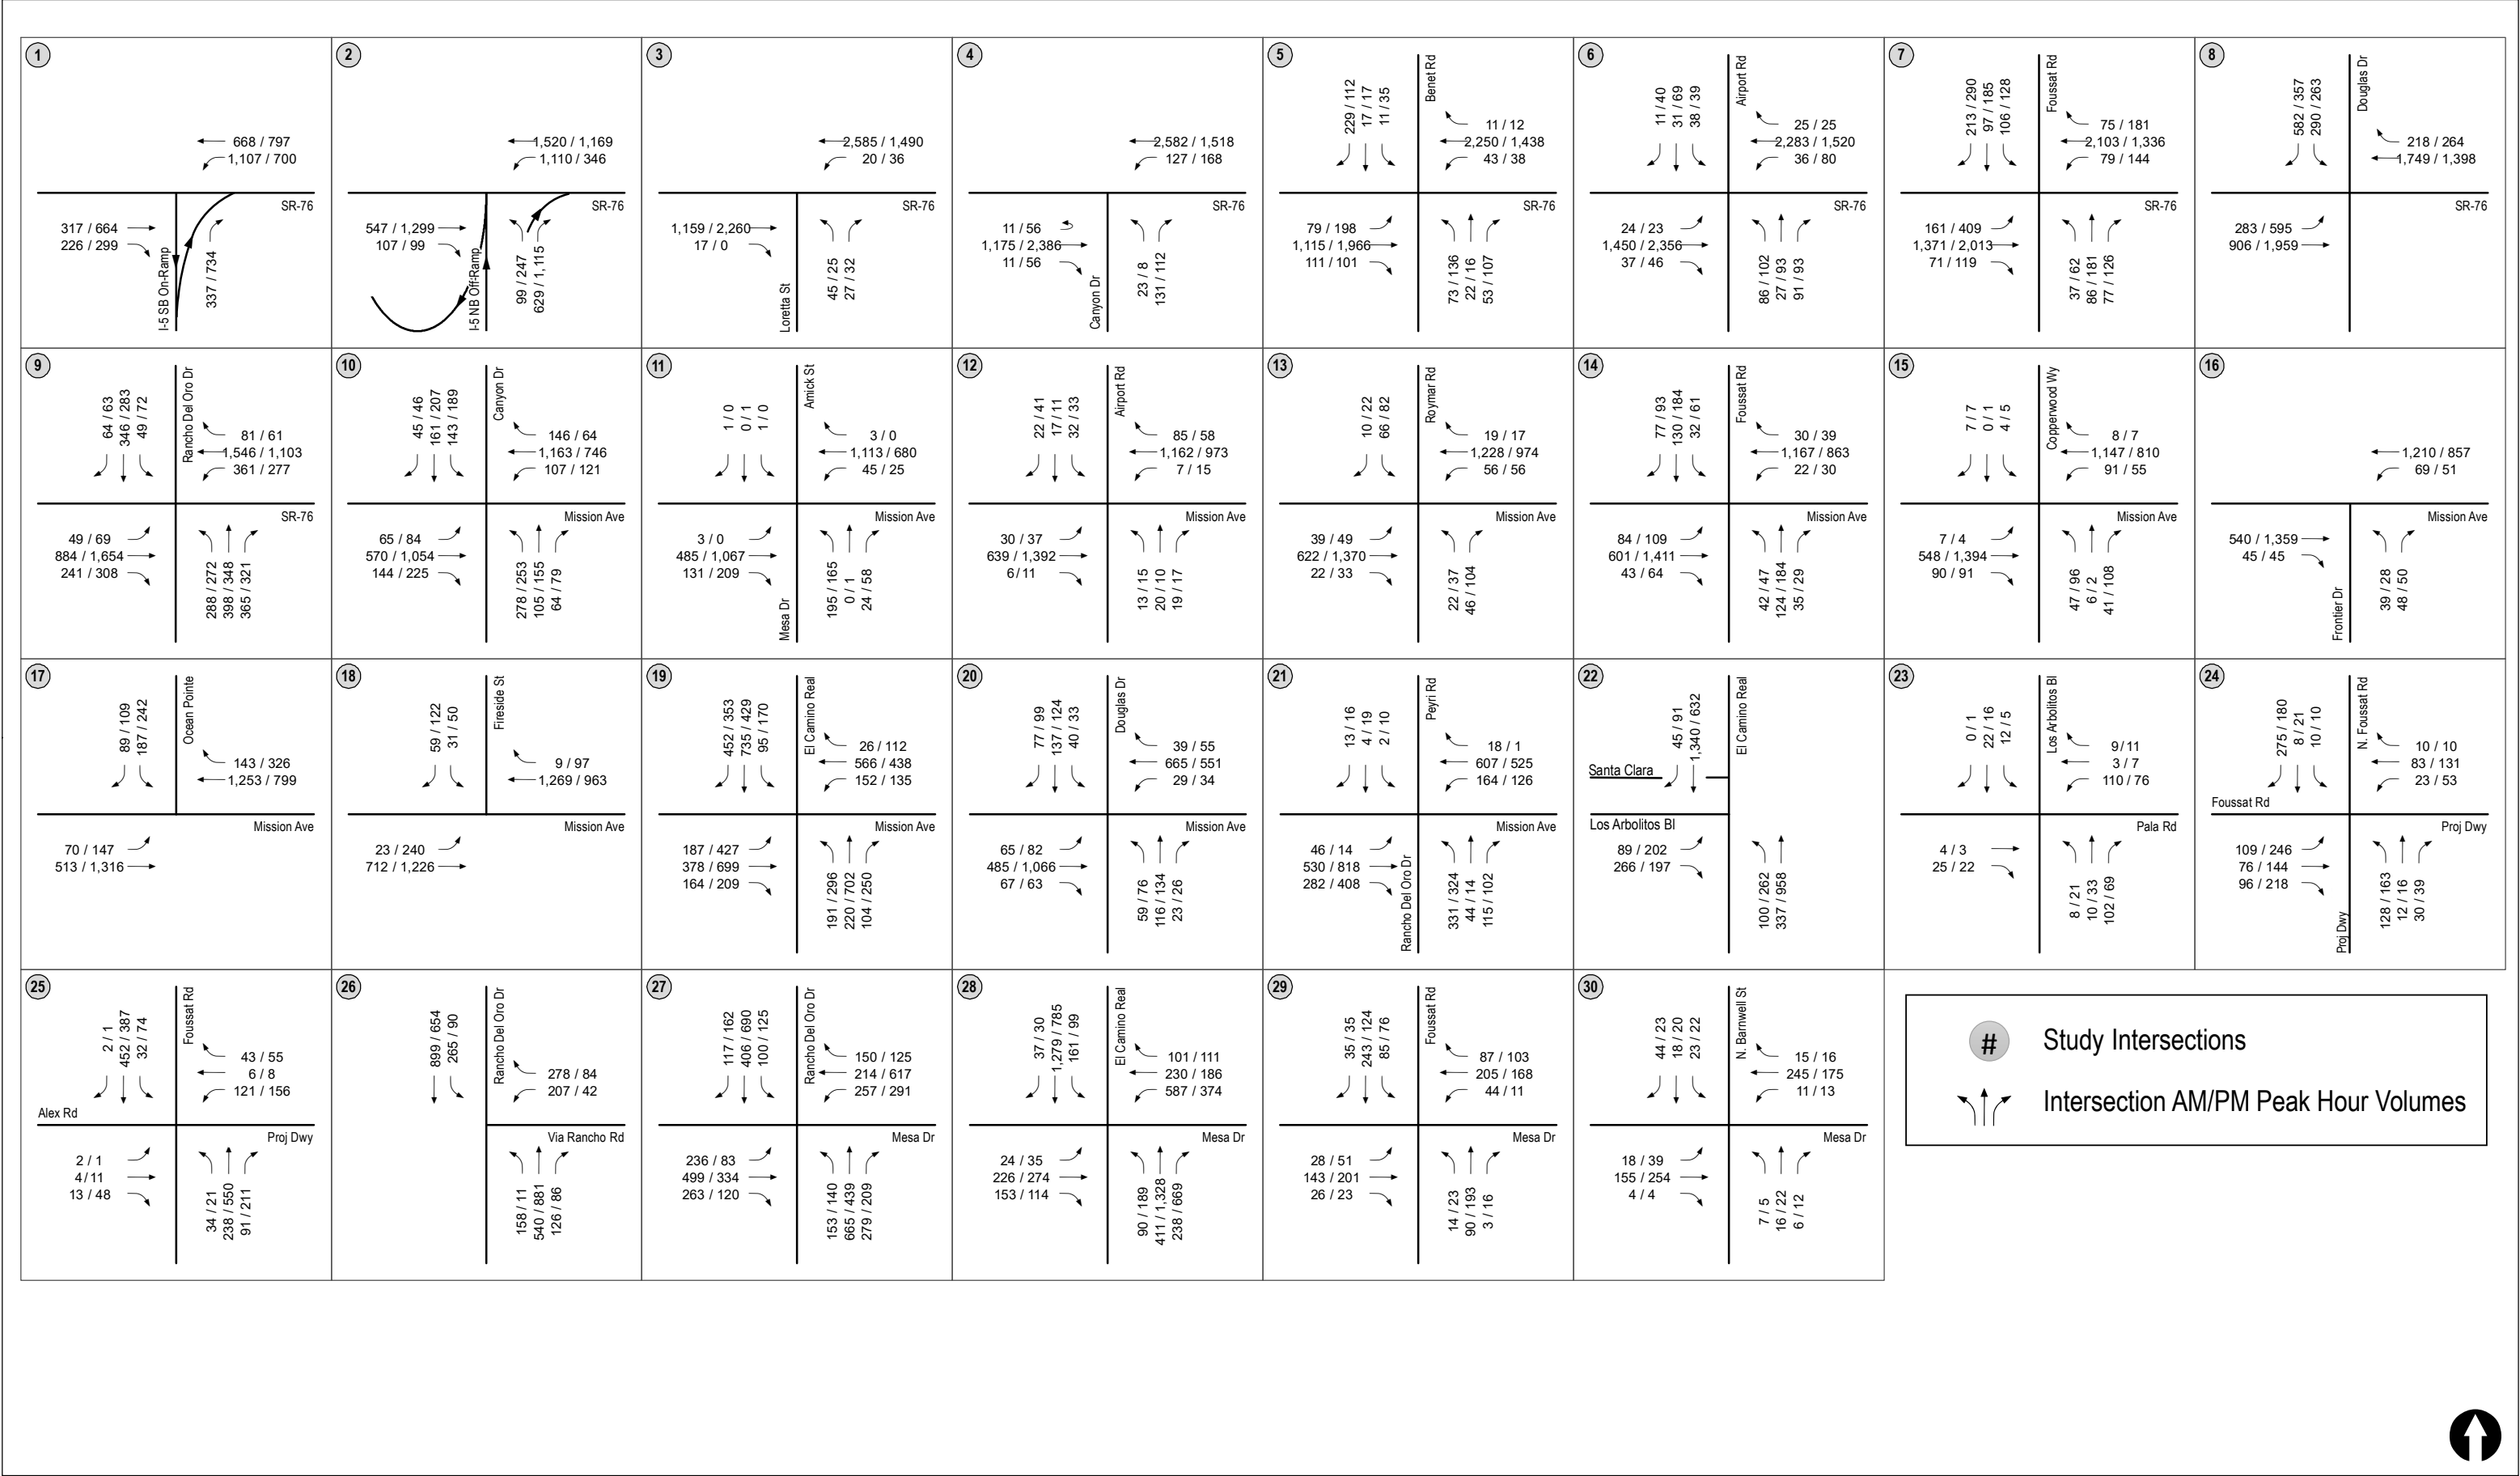 1
668 / 797
1,107 / 700
SR-76
317 / 664
226 / 299
I-5 SB On-Ramp
337 / 734
2
1,520 / 1,169
1,110 / 346
SR-76
547 / 1,299
107 / 99
I-5 NB Off-Ramp
99 / 247
629 / 1,115
3
2,585 / 1,490
20 / 36
SR-76
1,159 / 2,260
17 / 0
Loretta St
45 / 25
27 / 32
4
2,582 / 1,518
127 / 168
SR-76
11 / 56
1,175 / 2,386
11 / 56
Canyon Dr
23 / 8
131 / 112
5
229 / 112
17 / 17
11 / 35
Benet Rd
11 / 12
2,250 / 1,438
43 / 38
SR-76
79 / 198
1,115 / 1,966
111 / 101
73 / 136
22 / 16
53 / 107
6
11 / 40
31 / 69
38 / 39
Airport Rd
25 / 25
2,283 / 1,520
36 / 80
SR-76
24 / 23
1,450 / 2,356
37 / 46
86 / 102
27 / 93
91 / 93
7
213 / 290
97 / 185
106 / 128
Foussat Rd
75 / 181
2,103 / 1,336
79 / 144
SR-76
161 / 409
1,371 / 2,013
71 / 119
37 / 62
86 / 181
77 / 126
8
582 / 357
290 / 263
Douglas Dr
218 / 264
1,749 / 1,398
SR-76
283 / 595
906 / 1,959
9
64 / 63
346 / 283
49 / 72
Rancho Del Oro Dr
81 / 61
1,546 / 1,103
361 / 277
SR-76
49 / 69
884 / 1,654
241 / 308
288 / 272
398 / 348
365 / 321
10
45 / 46
161 / 207
143 / 189
Canyon Dr
146 / 64
1,163 / 746
107 / 121
Mission Ave
65 / 84
570 / 1,054
144 / 225
278 / 253
105 / 155
64 / 79
11
1 / 0
0 / 1
1 / 0
Amick St
3 / 0
1,113 / 680
45 / 25
Mission Ave
3 / 0
485 / 1,067
131 / 209
Mesa Dr
195 / 165
0 / 1
24 / 58
12
22 / 41
17 / 11
32 / 33
Airport Rd
85 / 58
1,162 / 973
7 / 15
Mission Ave
30 / 37
639 / 1,392
6 / 11
13 / 15
20 / 10
19 / 17
13
10 / 22
66 / 82
Roymar Rd
19 / 17
1,228 / 974
56 / 56
Mission Ave
39 / 49
622 / 1,370
22 / 33
22 / 37
46 / 104
14
77 / 93
130 / 184
32 / 61
Foussat Rd
30 / 39
1,167 / 863
22 / 30
Mission Ave
84 / 109
601 / 1,411
43 / 64
42 / 47
124 / 184
35 / 29
15
7 / 7
0 / 1
4 / 5
Copperwood Wy
8 / 7
1,147 / 810
91 / 55
Mission Ave
7 / 4
548 / 1,394
90 / 91
47 / 96
6 / 2
41 / 108
16
1,210 / 857
69 / 51
Mission Ave
540 / 1,359
45 / 45
Frontier Dr
39 / 28
48 / 50
17
89 / 109
187 / 242
Ocean Pointe
143 / 326
1,253 / 799
Mission Ave
70 / 147
513 / 1,316
18
59 / 122
31 / 50
Fireside St
9 / 97
1,269 / 963
Mission Ave
23 / 240
712 / 1,226
19
452 / 353
735 / 429
95 / 170
El Camino Real
26 / 112
566 / 438
152 / 135
Mission Ave
187 / 427
378 / 699
164 / 209
191 / 296
220 / 702
104 / 250
20
77 / 99
137 / 124
40 / 33
Douglas Dr
39 / 55
665 / 551
29 / 34
Mission Ave
65 / 82
485 / 1,066
67 / 63
59 / 76
116 / 134
23 / 26
21
13 / 16
4 / 19
2 / 10
Peyri Rd
18 / 1
607 / 525
164 / 126
Mission Ave
46 / 14
530 / 818
282 / 408
Rancho Del Oro Dr
331 / 324
44 / 14
115 / 102
22
45 / 91
1,340 / 632
El Camino Real
Santa Clara
Los Arbolitos Bl
89 / 202
266 / 197
100 / 262
337 / 958
23
0 / 1
22 / 16
12 / 5
Los Arbolitos Bl
9 / 11
3 / 7
110 / 76
Pala Rd
4 / 3
25 / 22
8 / 21
10 / 33
102 / 69
24
275 / 180
8 / 21
10 / 10
N. Foussat Rd
10 / 10
83 / 131
23 / 53
Foussat Rd
Proj Dwy
109 / 246
76 / 144
96 / 218
Proj Dwy
128 / 163
12 / 16
30 / 39
25
2 / 1
452 / 387
32 / 74
Foussat Rd
43 / 55
6 / 8
121 / 156
Alex Rd
Proj Dwy
2 / 1
4 / 11
13 / 48
34 / 21
238 / 550
91 / 211
26
899 / 654
265 / 90
Rancho Del Oro Dr
278 / 84
207 / 42
Via Rancho Rd
158 / 11
540 / 881
126 / 86
27
117 / 162
406 / 690
100 / 125
Rancho Del Oro Dr
150 / 125
214 / 617
257 / 291
Mesa Dr
236 / 83
499 / 334
263 / 120
153 / 140
665 / 439
279 / 209
28
37 / 30
1,279 / 785
161 / 99
El Camino Real
101 / 111
230 / 186
587 / 374
Mesa Dr
24 / 35
226 / 274
153 / 114
90 / 189
411 / 1,328
238 / 669
29
35 / 35
243 / 124
85 / 76
Foussat Rd
87 / 103
205 / 168
44 / 11
Mesa Dr
28 / 51
143 / 201
26 / 23
14 / 23
90 / 193
3 / 16
30
44 / 23
18 / 20
23 / 22
N. Barnwell St
15 / 16
245 / 175
11 / 13
Mesa Dr
18 / 39
155 / 254
4 / 4
7 / 5
16 / 22
6 / 12
# Study Intersections
Intersection AM/PM Peak Hour Volumes